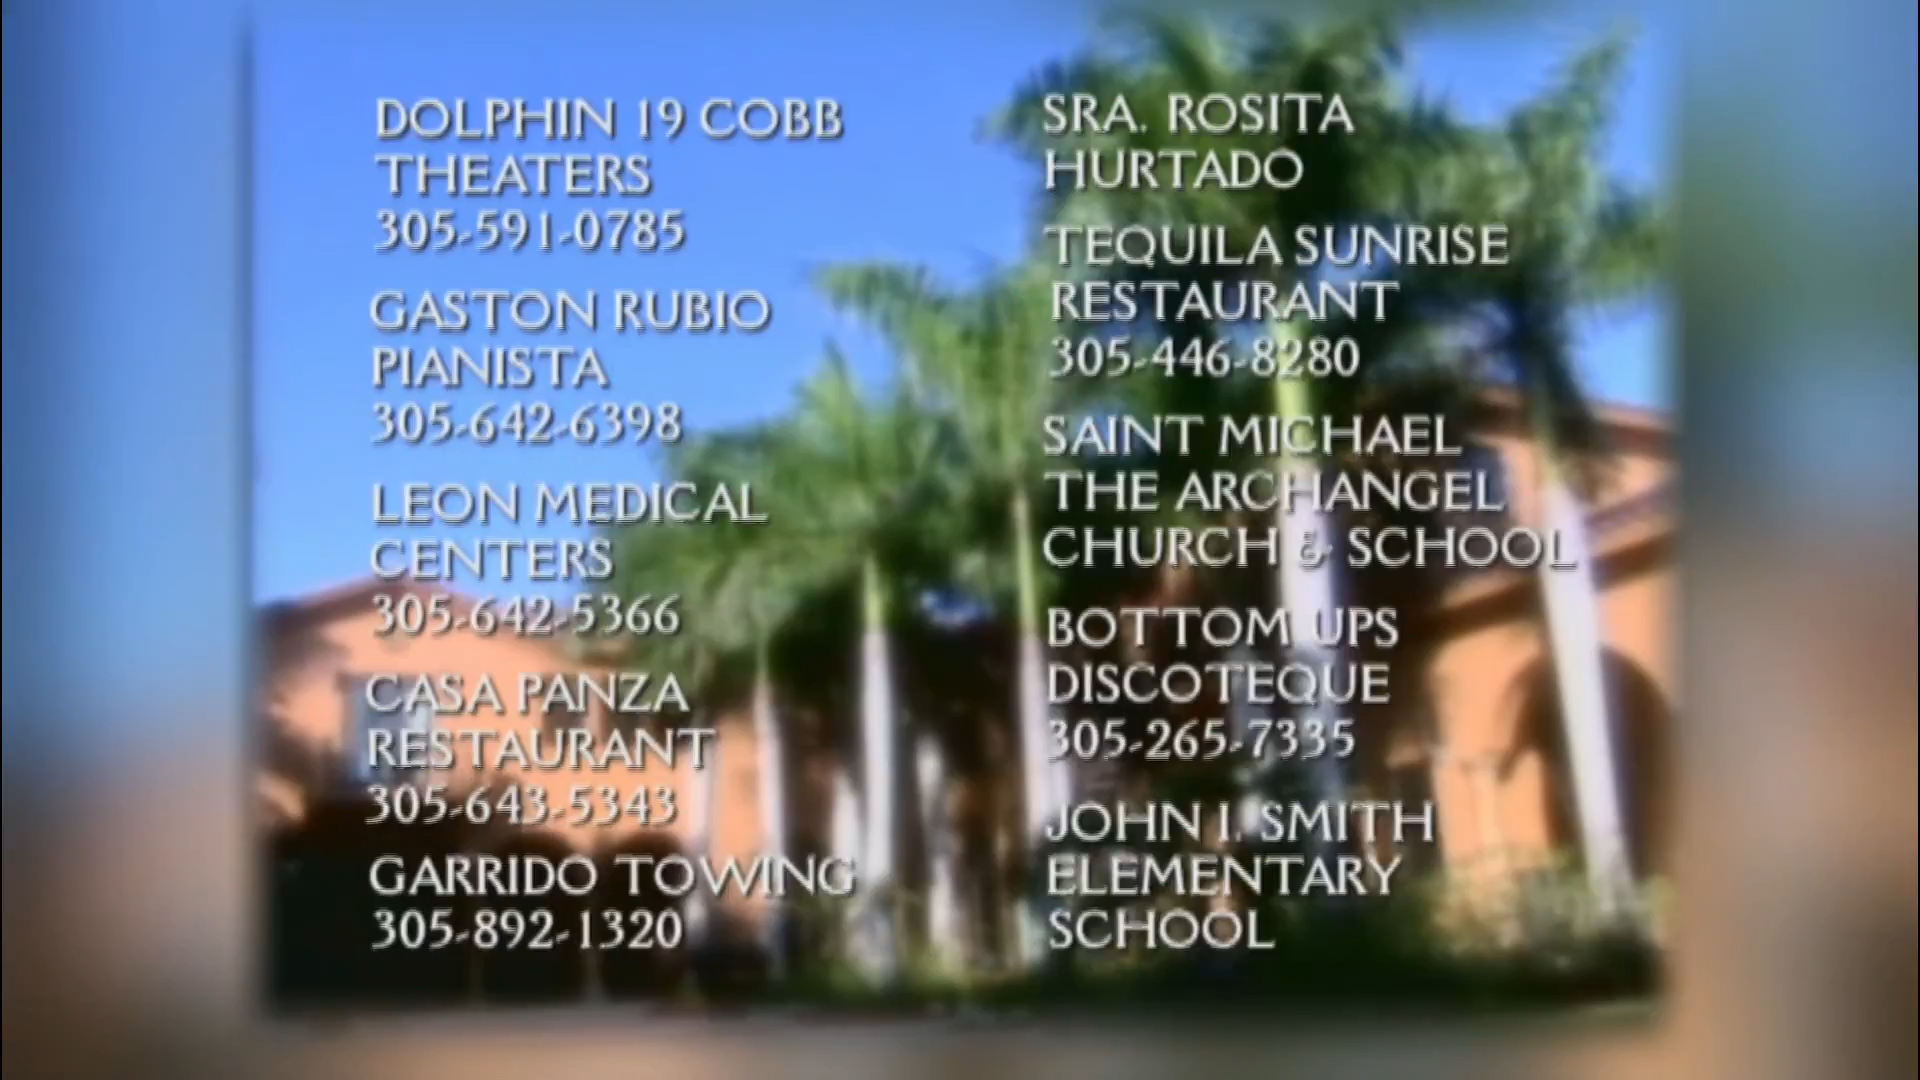 DOLPHIN 19 COBB
THEATERS
305-591-0785
GASTON RUBIO
PIANISTA
305-642-6398
LEON MEDICAL
CENTERS
305-642-5366
CASA PANZA
RESTAURANT
305-643-5343
GARRIDO TOWING
305-892-1320
SRA. ROSITA
HURTADO
TEQUILA SUNRISE
RESTAURANT
305-446-8280
SAINT MICHAEL
THE ARCHANGEL
CHURCH & SCHOOL
BOTTOM UPS
DISCOTEQUE
305-265-7335
JOHN I. SMITH
ELEMENTARY
SCHOOL